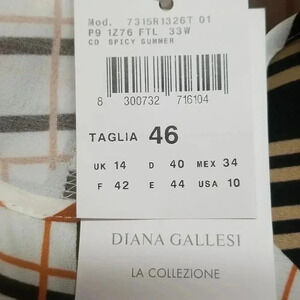 Mod. 7315R1326T 01
P9 1Z76 FTL 33W
CD SPICY SUMMER
8 300732 716104
TAGLIA 46
UK 14 D 40 MEX 34
F 42 E 44 USA 10
DIANA GALLESI
LA COLLEZIONE